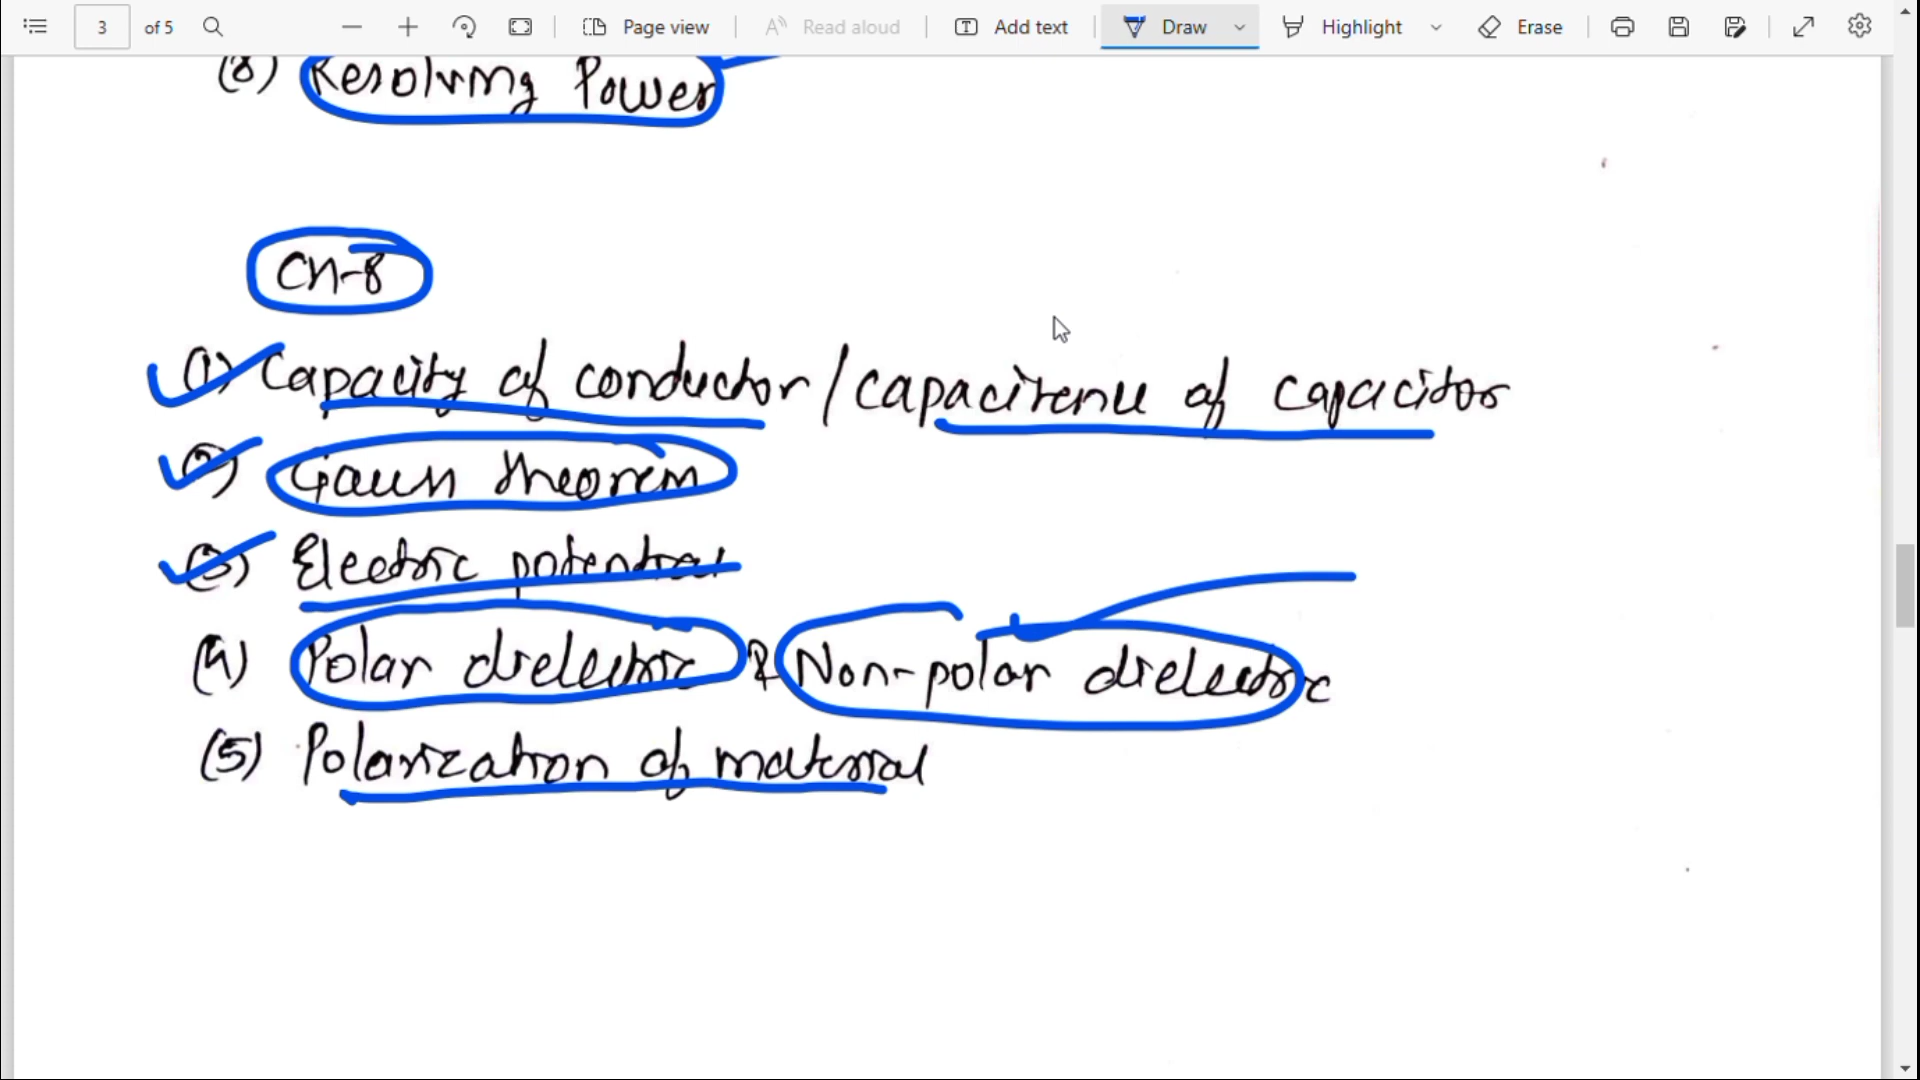 3 of 5 Page view Read aloud Add text Draw Highlight Erase
(8) Resolving Power
Ch-8
(1) Capacity of conductor / capacitence of capacitor
(2) Gauss theorem
(3) Electric potential
(4) Polar dielectric & Non-polar dielectric
(5) Polarization of material